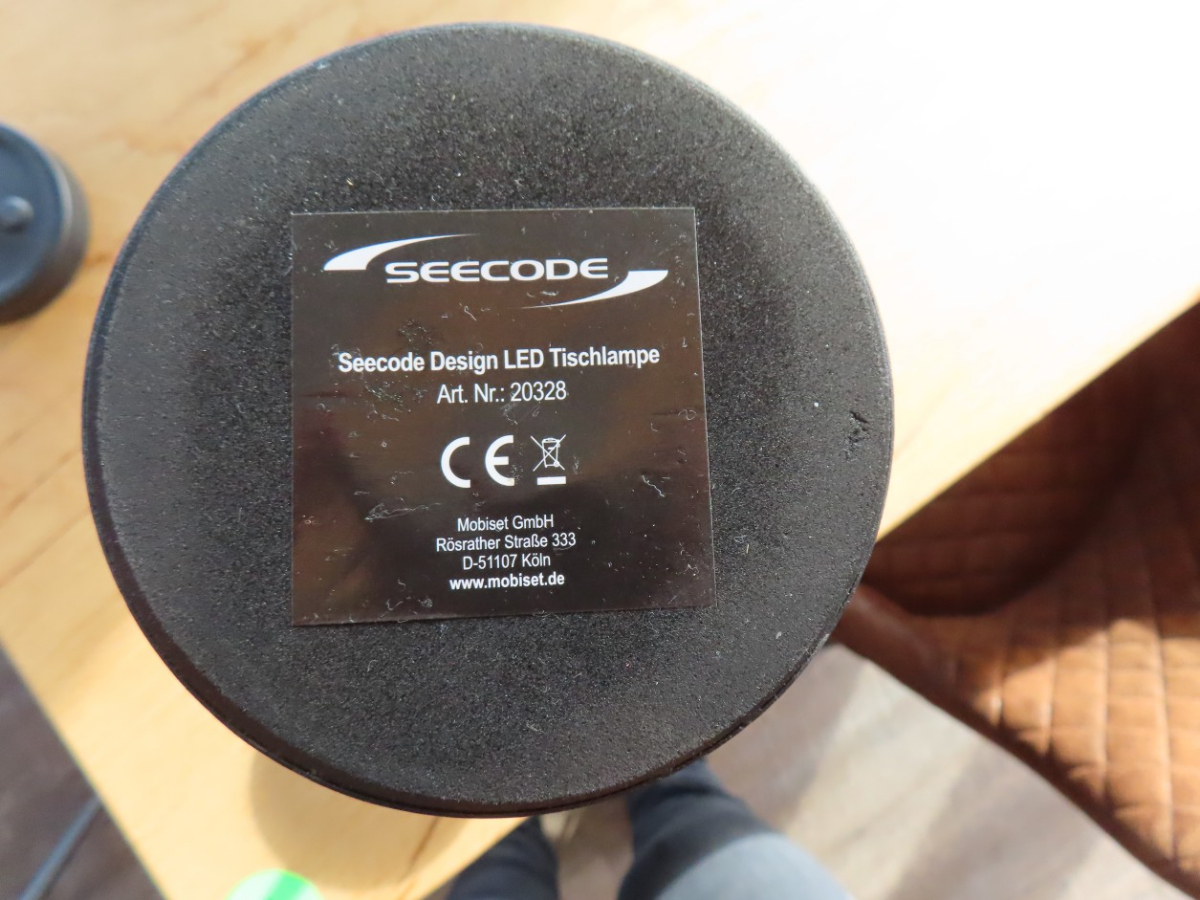 SEECODE
Seecode Design LED Tischlampe
Art. Nr.: 20328
CE
Mobiset GmbH
Rösrather Straße 333
D-51107 Köln
www.mobiset.de